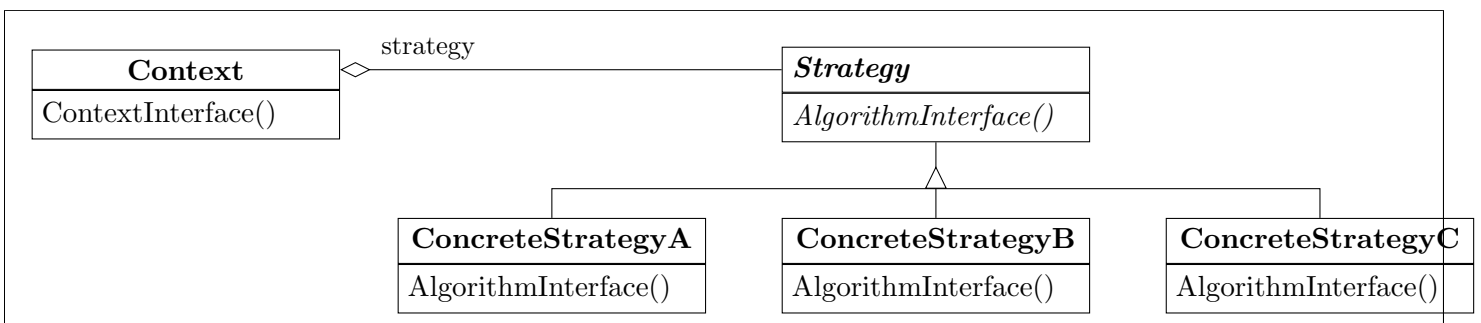 strategy
Context
ContextInterface()
Strategy
AlgorithmInterface()
ConcreteStrategyA
AlgorithmInterface()
ConcreteStrategyB
AlgorithmInterface()
ConcreteStrategyC
AlgorithmInterface()